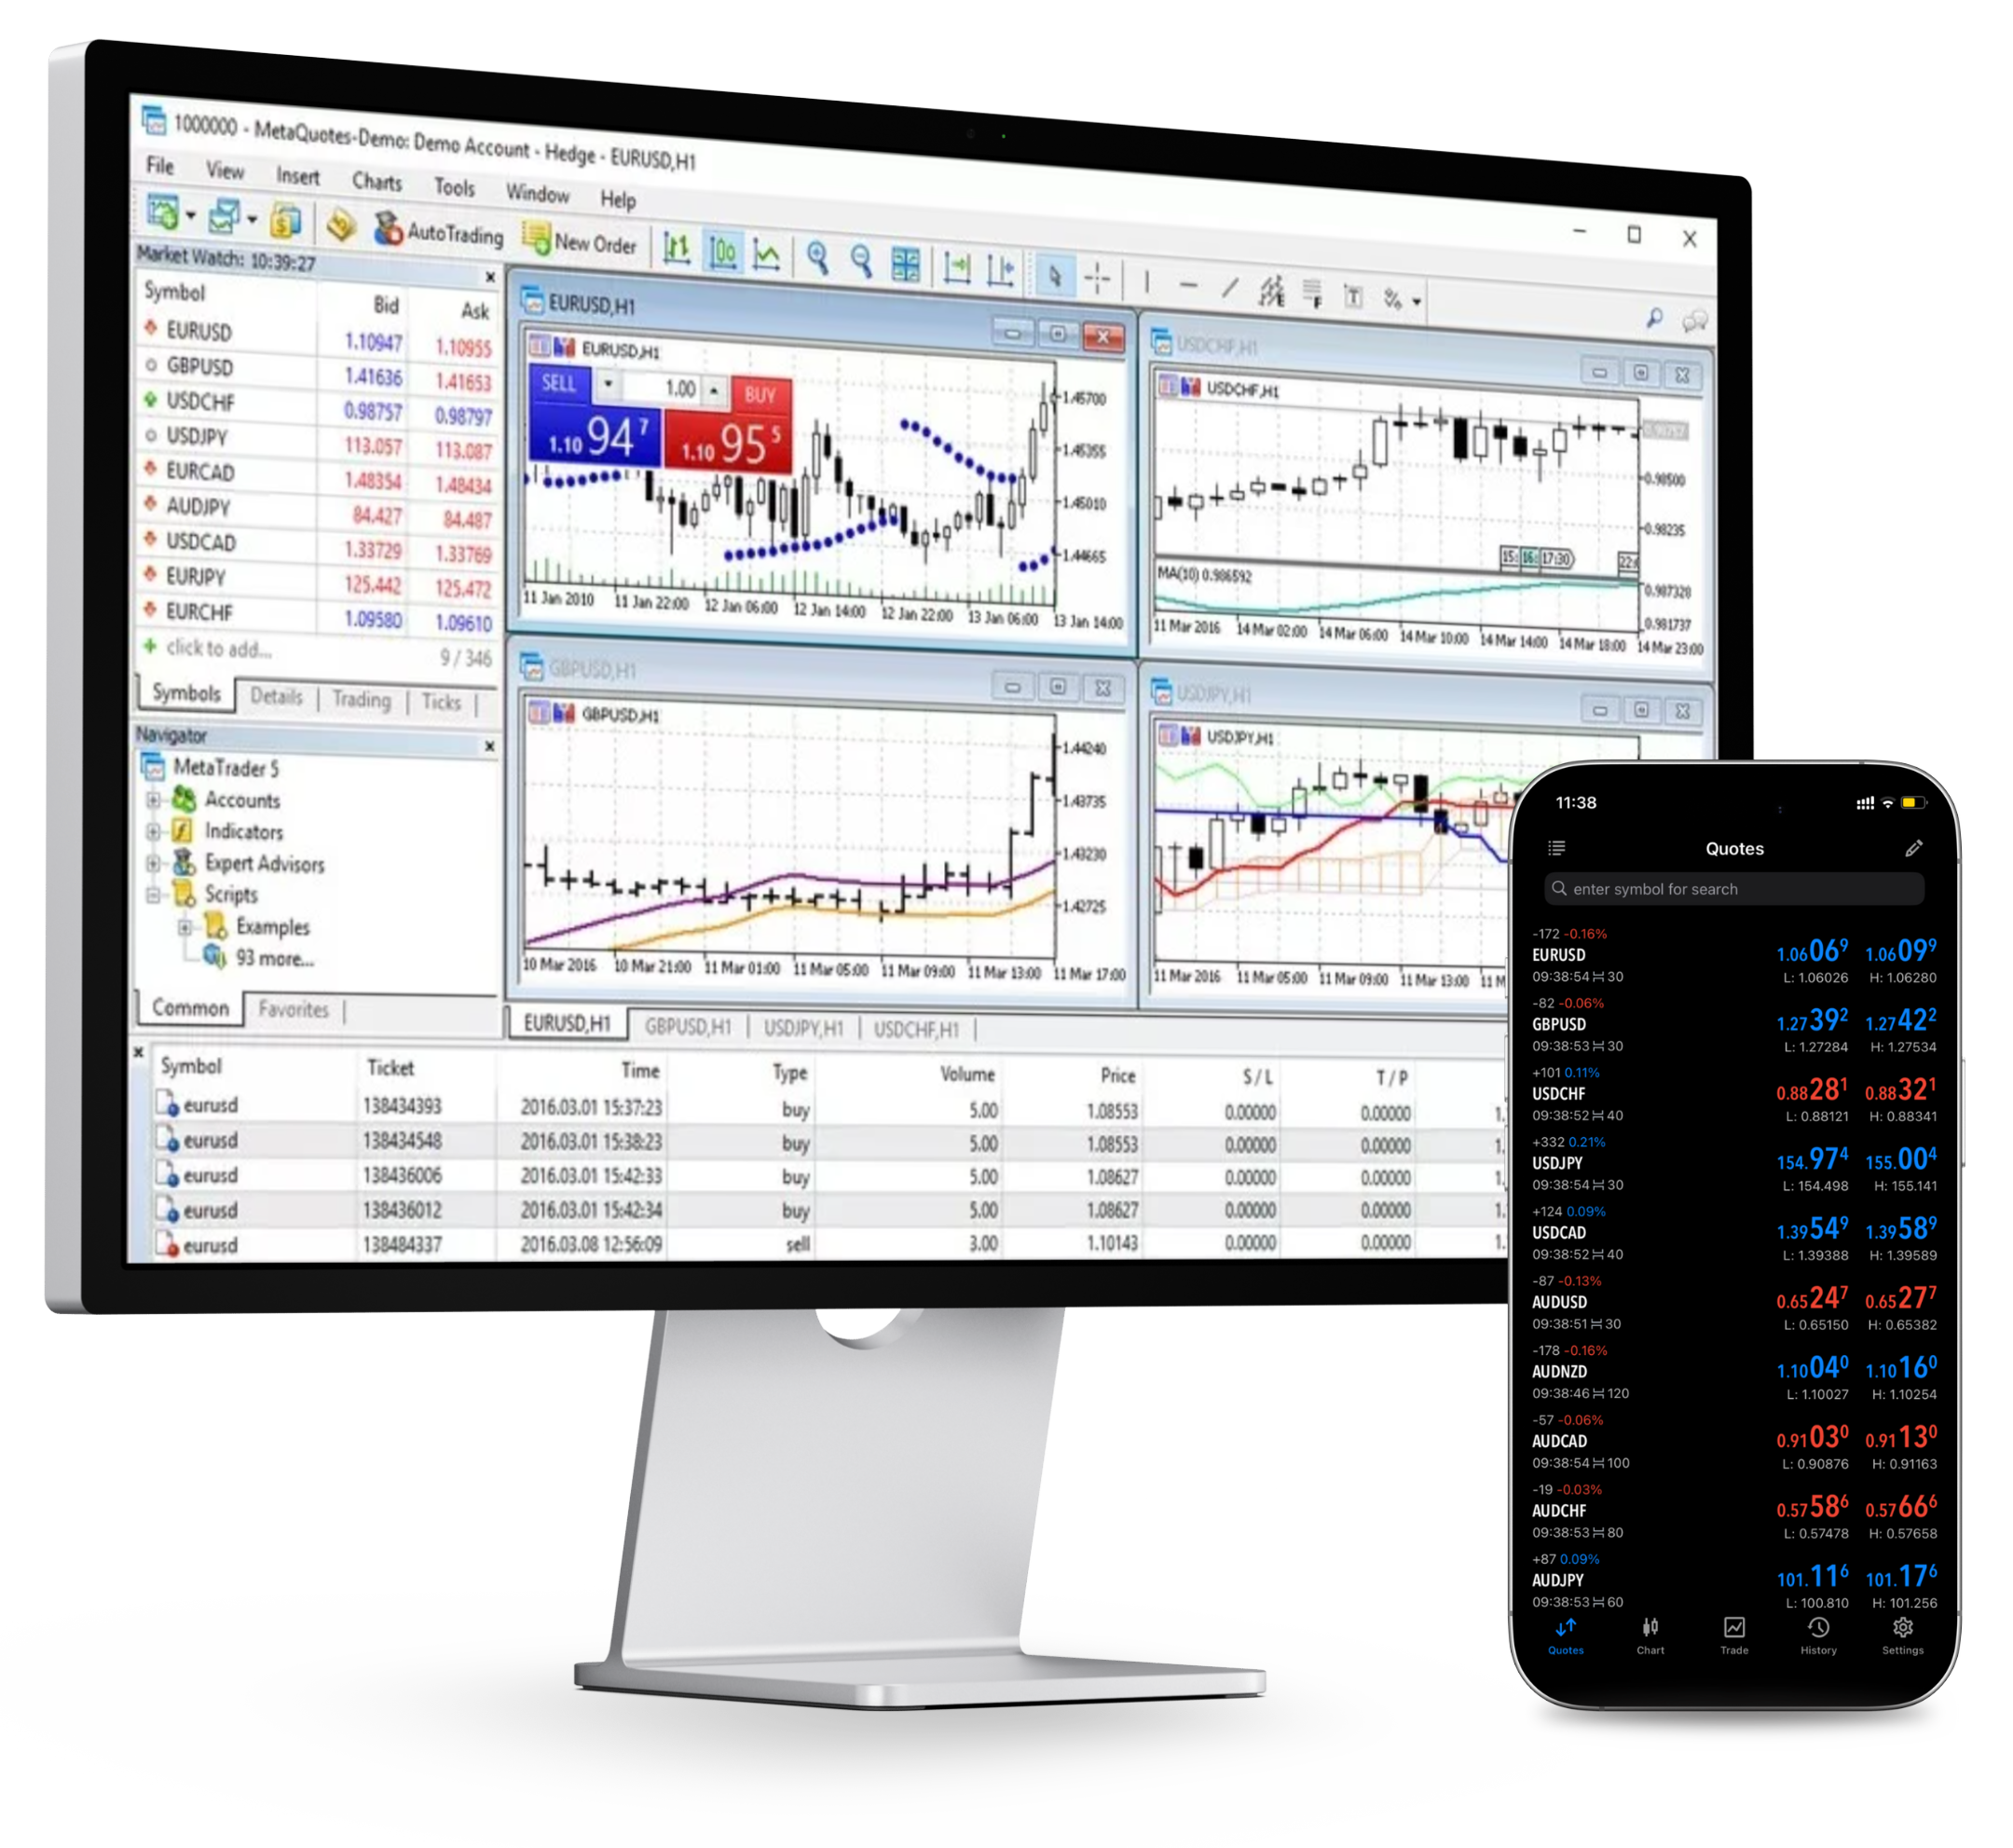 1000000 - MetaQuotes-Demo: Demo Account - Hedge - EURUSD,H1
File View Insert Charts Tools Window Help
AutoTrading New Order
Market Watch: 10:39:27
Symbol Bid Ask
EURUSD 1.10947 1.10955
GBPUSD 1.41636 1.41653
USDCHF 0.98757 0.98797
USDJPY 113.057 113.087
EURCAD 1.48354 1.48434
AUDJPY 84.427 84.487
USDCAD 1.33729 1.33769
EURJPY 125.442 125.472
EURCHF 1.09580 1.09610
click to add... 9 / 346
Symbols Details Trading Ticks
Navigator
MetaTrader 5
Accounts
Indicators
Expert Advisors
Scripts
Examples
93 more...
Common Favorites
EURUSD,H1
EURUSD,H1
SELL 1.00 BUY
1.10 94 7 1.10 95 5
1.45700
1.45355
1.45010
1.44665
11 Jan 2010 11 Jan 22:00 12 Jan 06:00 12 Jan 14:00 12 Jan 22:00 13 Jan 06:00 13 Jan 14:00
USDCHF,H1
USDCHF,H1
0.98500
0.98235
15: 16: 17:30
MA(10) 0.986592
0.987328
0.981737
11 Mar 2016 14 Mar 02:00 14 Mar 06:00 14 Mar 10:00 14 Mar 14:00 14 Mar 18:00 14 Mar 23:00
GBPUSD,H1
GBPUSD,H1
1.44240
1.43735
1.43230
1.42725
10 Mar 2016 10 Mar 21:00 11 Mar 01:00 11 Mar 05:00 11 Mar 09:00 11 Mar 13:00 11 Mar 17:00
USDJPY,H1
USDJPY,H1
11 Mar 2016 11 Mar 05:00 11 Mar 09:00 11 Mar 13:00 11 M
EURUSD,H1 GBPUSD,H1 USDJPY,H1 USDCHF,H1
Symbol Ticket Time Type Volume Price S / L T / P
eurusd 138434393 2016.03.01 15:37:23 buy 5.00 1.08553 0.00000 0.00000 1.
eurusd 138434548 2016.03.01 15:38:23 buy 5.00 1.08553 0.00000 0.00000 1.
eurusd 138436006 2016.03.01 15:42:33 buy 5.00 1.08627 0.00000 0.00000 1.
eurusd 138436012 2016.03.01 15:42:34 buy 5.00 1.08627 0.00000 0.00000 1.
eurusd 138484337 2016.03.08 12:56:09 sell 3.00 1.10143 0.00000 0.00000 1.
11:38
Quotes
enter symbol for search
-172 -0.16%
EURUSD 1.06069 1.06099
09:38:54 30 L: 1.06026 H: 1.06280
-82 -0.06%
GBPUSD 1.27392 1.27422
09:38:53 30 L: 1.27284 H: 1.27534
+101 0.11%
USDCHF 0.88281 0.88321
09:38:52 40 L: 0.88121 H: 0.88341
+332 0.21%
USDJPY 154.974 155.004
09:38:54 30 L: 154.498 H: 155.141
+124 0.09%
USDCAD 1.39549 1.39589
09:38:52 40 L: 1.39388 H: 1.39589
-87 -0.13%
AUDUSD 0.65247 0.65277
09:38:51 30 L: 0.65150 H: 0.65382
-178 -0.16%
AUDNZD 1.10040 1.10160
09:38:46 120 L: 1.10027 H: 1.10254
-57 -0.06%
AUDCAD 0.91030 0.91130
09:38:54 100 L: 0.90876 H: 0.91163
-19 -0.03%
AUDCHF 0.57586 0.57666
09:38:53 80 L: 0.57478 H: 0.57658
+87 0.09%
AUDJPY 101.116 101.176
09:38:53 60 L: 100.810 H: 101.256
Quotes Chart Trade History Settings